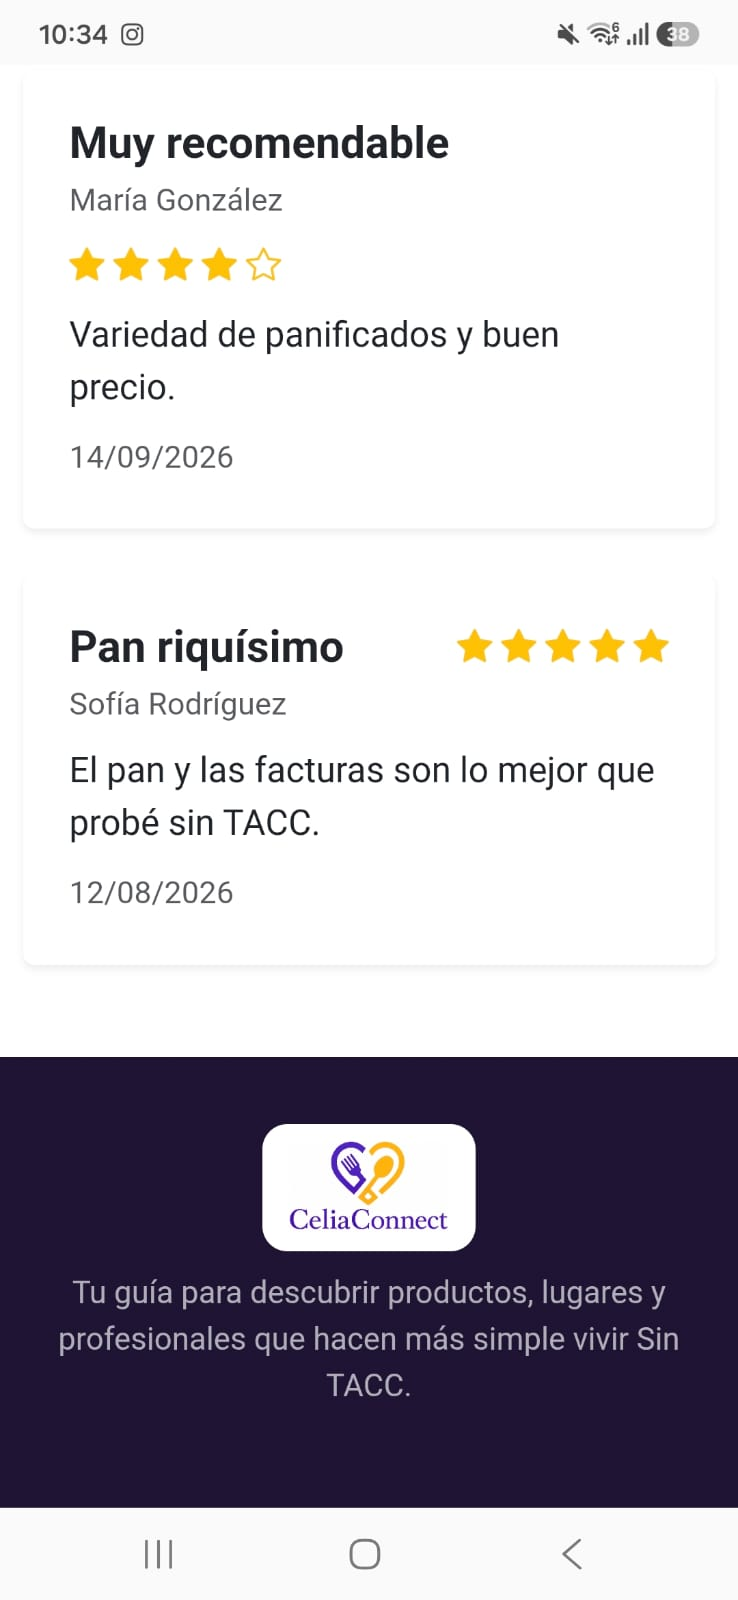 10:34
6
38
Muy recomendable
María González
Variedad de panificados y buen
precio.
14/09/2026
Pan riquísimo
Sofía Rodríguez
El pan y las facturas son lo mejor que
probé sin TACC.
12/08/2026
CeliaConnect
Tu guía para descubrir productos, lugares y
profesionales que hacen más simple vivir Sin
TACC.